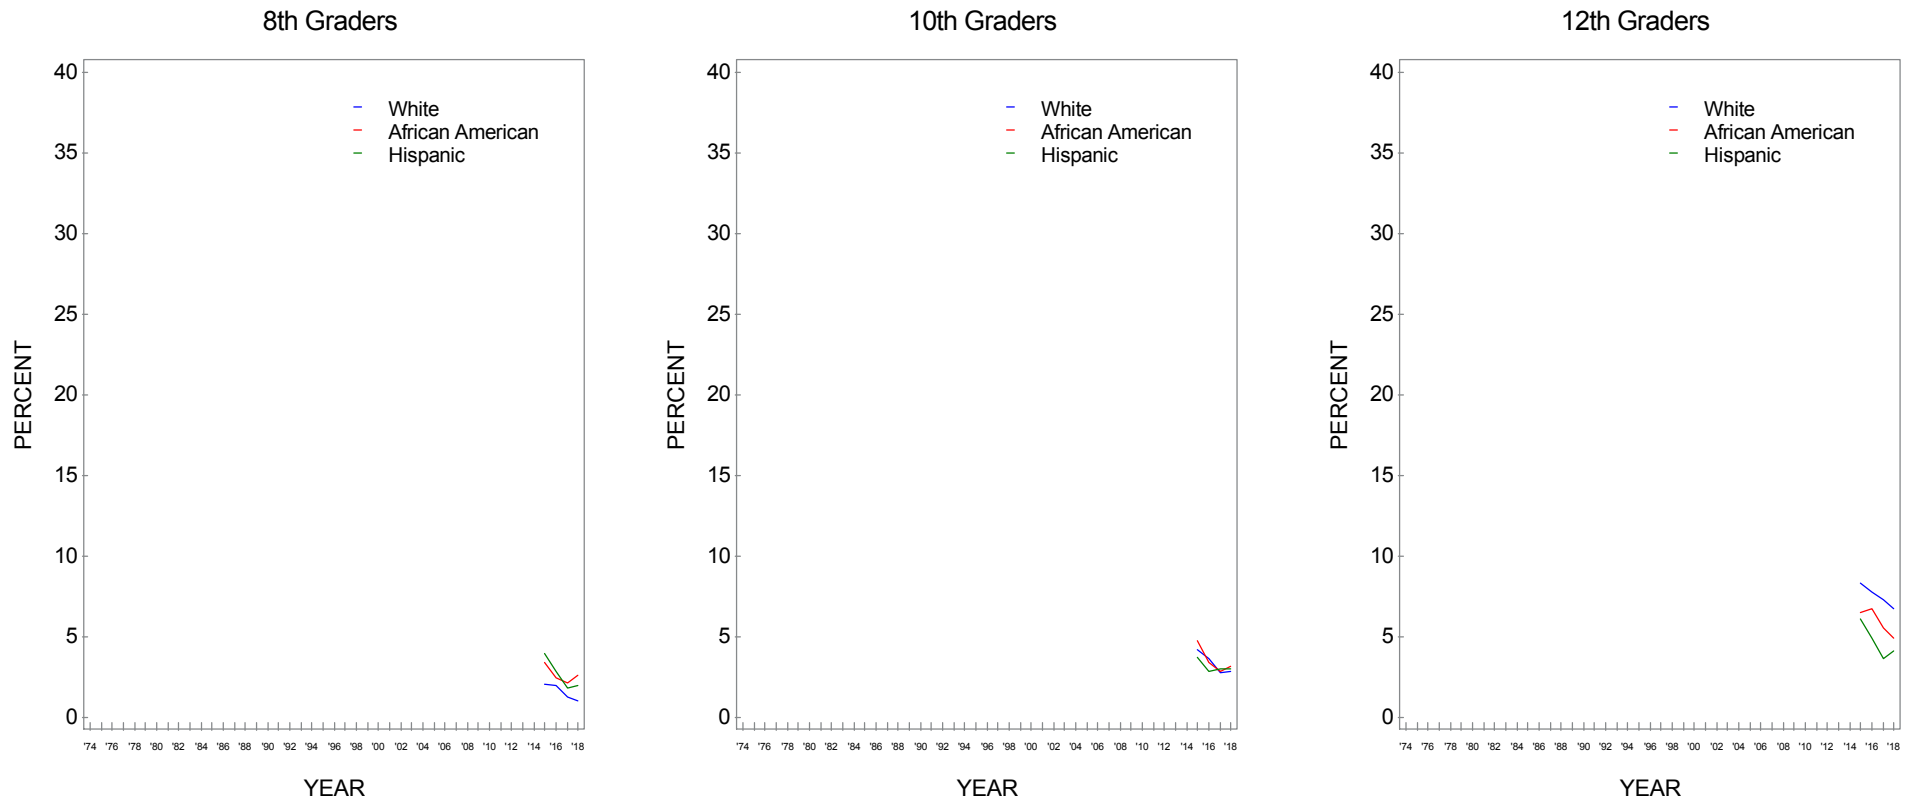 8th Graders
40
35
30
25
20
15
10
5
0
PERCENT
White
African American
Hispanic
'74 '76 '78 '80 '82 '84 '86 '88 '90 '92 '94 '96 '98 '00 '02 '04 '06 '08 '10 '12 '14 '16 '18
YEAR
10th Graders
40
35
30
25
20
15
10
5
0
PERCENT
White
African American
Hispanic
'74 '76 '78 '80 '82 '84 '86 '88 '90 '92 '94 '96 '98 '00 '02 '04 '06 '08 '10 '12 '14 '16 '18
YEAR
12th Graders
40
35
30
25
20
15
10
5
0
PERCENT
White
African American
Hispanic
'74 '76 '78 '80 '82 '84 '86 '88 '90 '92 '94 '96 '98 '00 '02 '04 '06 '08 '10 '12 '14 '16 '18
YEAR